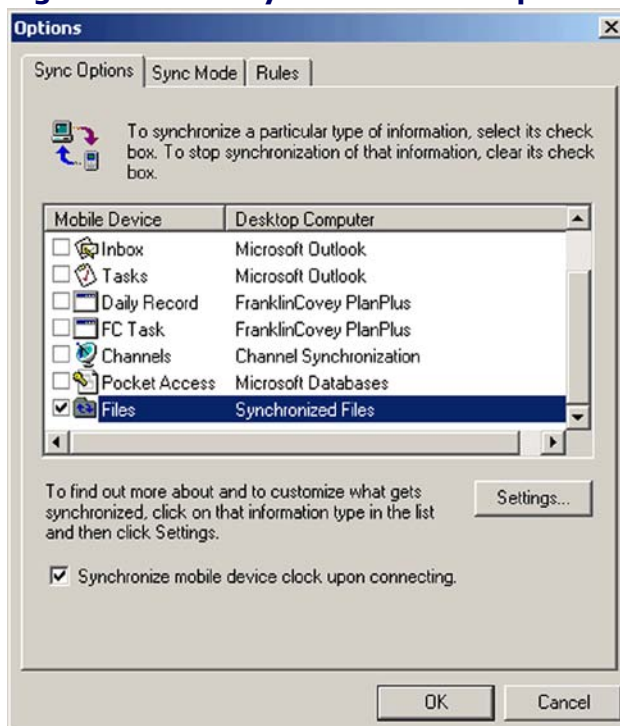 Options
Sync Options Sync Mode Rules
To synchronize a particular type of information, select its check
box. To stop synchronization of that information, clear its check
box.
Mobile Device Desktop Computer
Inbox Microsoft Outlook
Tasks Microsoft Outlook
Daily Record FranklinCovey PlanPlus
FC Task FranklinCovey PlanPlus
Channels Channel Synchronization
Pocket Access Microsoft Databases
Files Synchronized Files
To find out more about and to customize what gets
synchronized, click on that information type in the list
and then click Settings.
Settings...
Synchronize mobile device clock upon connecting.
OK Cancel